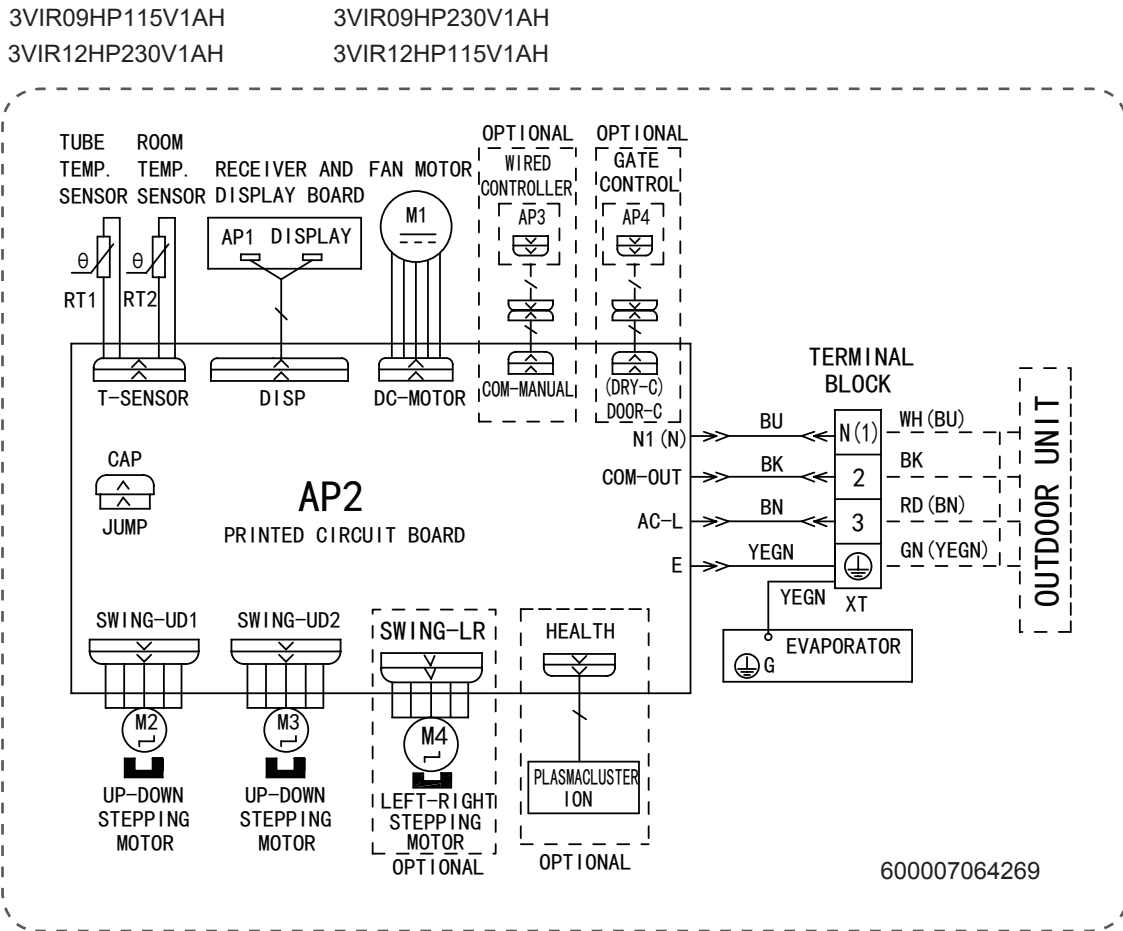 3VIR09HP115V1AH 3VIR09HP230V1AH
3VIR12HP230V1AH 3VIR12HP115V1AH
TUBE TEMP. SENSOR
ROOM TEMP. SENSOR
RECEIVER AND DISPLAY BOARD
FAN MOTOR
OPTIONAL
WIRED CONTROLLER
OPTIONAL
GATE CONTROL
AP1 DISPLAY
M1
AP3
AP4
θ
RT1
θ
RT2
T-SENSOR
DISP
DC-MOTOR
COM-MANUAL
(DRY-C)
DOOR-C
CAP
JUMP
AP2
PRINTED CIRCUIT BOARD
N1(N)
COM-OUT
AC-L
E
BU
BK
BN
YEGN
YEGN
TERMINAL
BLOCK
N(1)
2
3
XT
WH(BU)
BK
RD(BN)
GN(YEGN)
OUTDOOR UNIT
EVAPORATOR
G
SWING-UD1
SWING-UD2
SWING-LR
HEALTH
M2
M3
M4
UP-DOWN
STEPPING
MOTOR
UP-DOWN
STEPPING
MOTOR
LEFT-RIGHT
STEPPING
MOTOR
OPTIONAL
PLASMACLUSTER
ION
OPTIONAL
600007064269